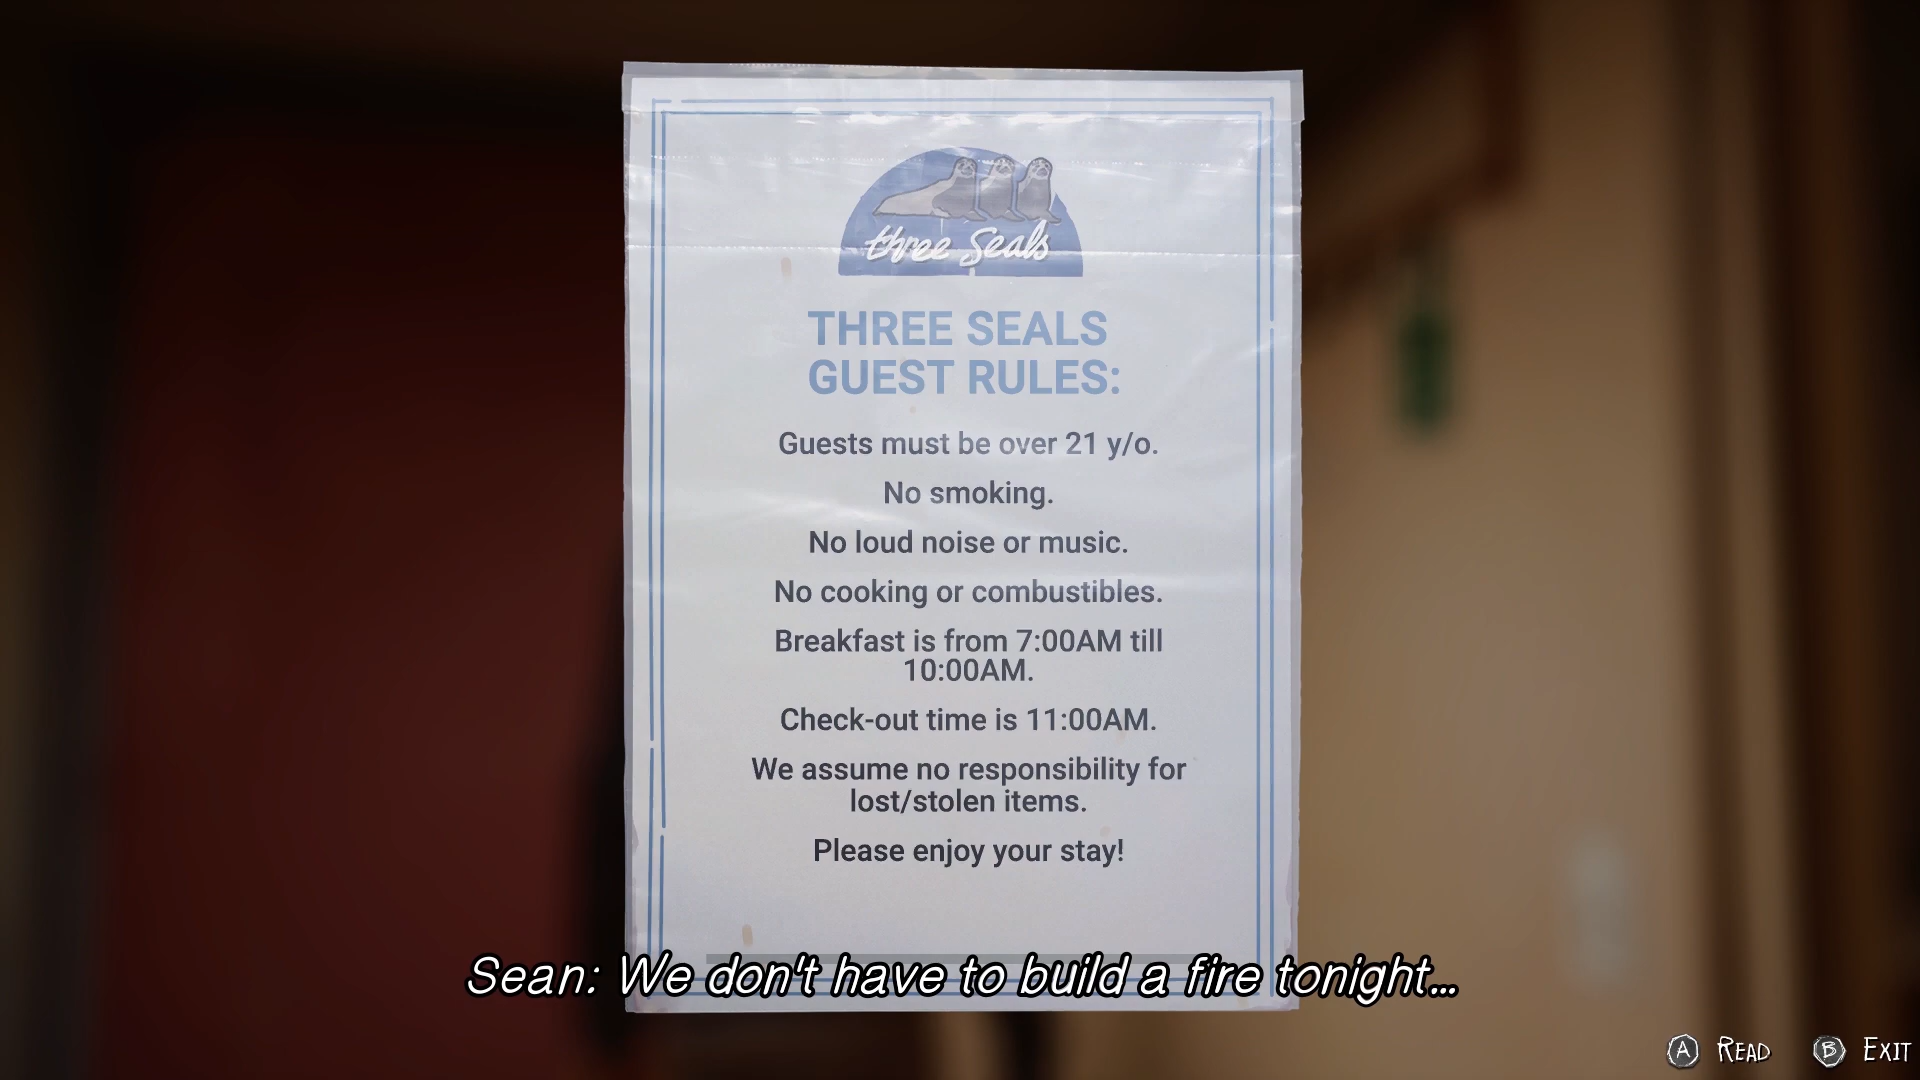 three Seals
THREE SEALS
GUEST RULES:
Guests must be over 21 y/o.
No smoking.
No loud noise or music.
No cooking or combustibles.
Breakfast is from 7:00AM till
10:00AM.
Check-out time is 11:00AM.
We assume no responsibility for
lost/stolen items.
Please enjoy your stay!
Sean: We don't have to build a fire tonight...
A READ B EXIT